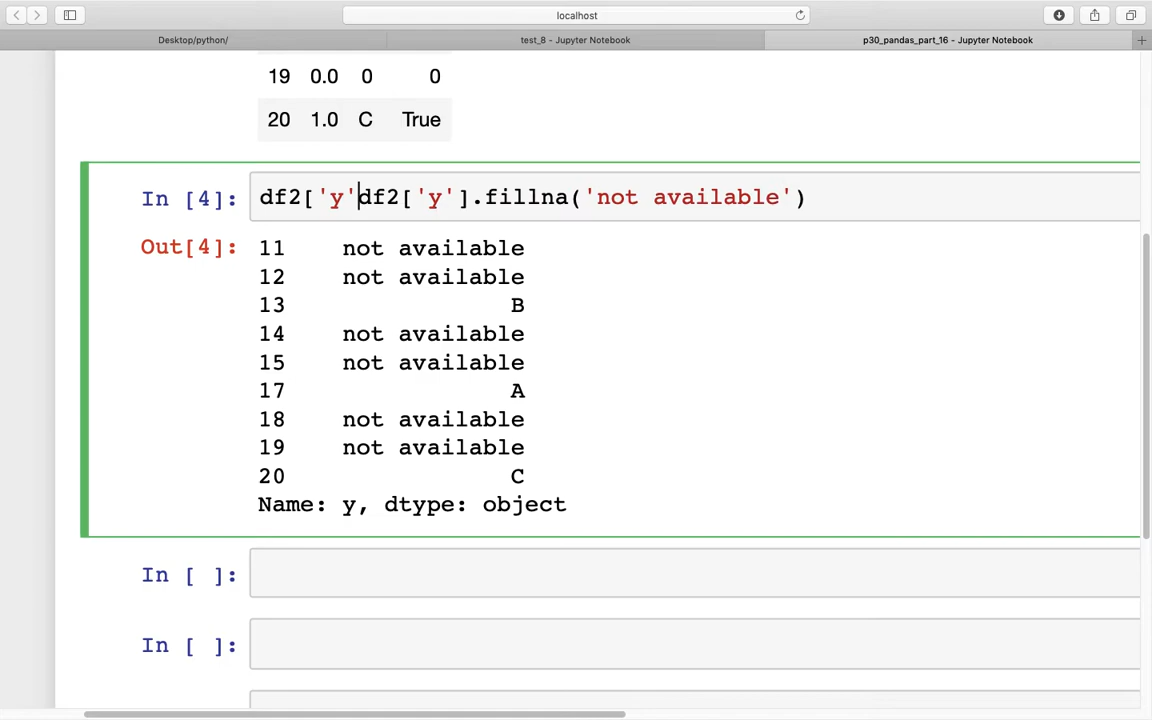 localhost
Desktop/python/ test_8 - Jupyter Notebook p30_pandas_part_16 - Jupyter Notebook
19 0.0 0 0
20 1.0 C True
In [4]: df2['y'df2['y'].fillna('not available')
Out[4]: 11 not available
12 not available
13 B
14 not available
15 not available
17 A
18 not available
19 not available
20 C
Name: y, dtype: object
In [ ]:
In [ ]: